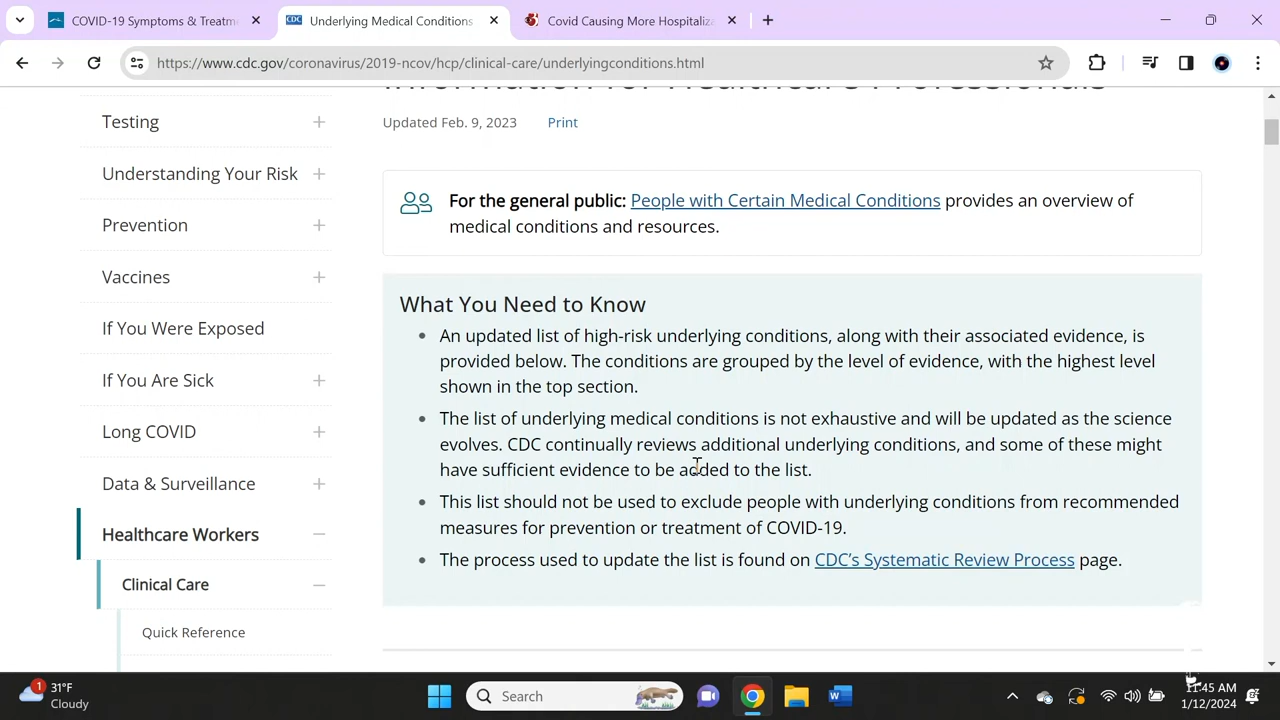 COVID-19 Symptoms & Treatm
Underlying Medical Conditions
Covid Causing More Hospitaliza
https://www.cdc.gov/coronavirus/2019-ncov/hcp/clinical-care/underlyingconditions.html
Information for Healthcare Professionals
Testing
Understanding Your Risk
Prevention
Vaccines
If You Were Exposed
If You Are Sick
Long COVID
Data & Surveillance
Healthcare Workers
Clinical Care
Quick Reference
Updated Feb. 9, 2023 Print
For the general public: People with Certain Medical Conditions provides an overview of
medical conditions and resources.
What You Need to Know
An updated list of high-risk underlying conditions, along with their associated evidence, is
provided below. The conditions are grouped by the level of evidence, with the highest level
shown in the top section.
The list of underlying medical conditions is not exhaustive and will be updated as the science
evolves. CDC continually reviews additional underlying conditions, and some of these might
have sufficient evidence to be added to the list.
This list should not be used to exclude people with underlying conditions from recommended
measures for prevention or treatment of COVID-19.
The process used to update the list is found on CDC's Systematic Review Process page.
1
31°F
Cloudy
Search
11:45 AM
1/12/2024